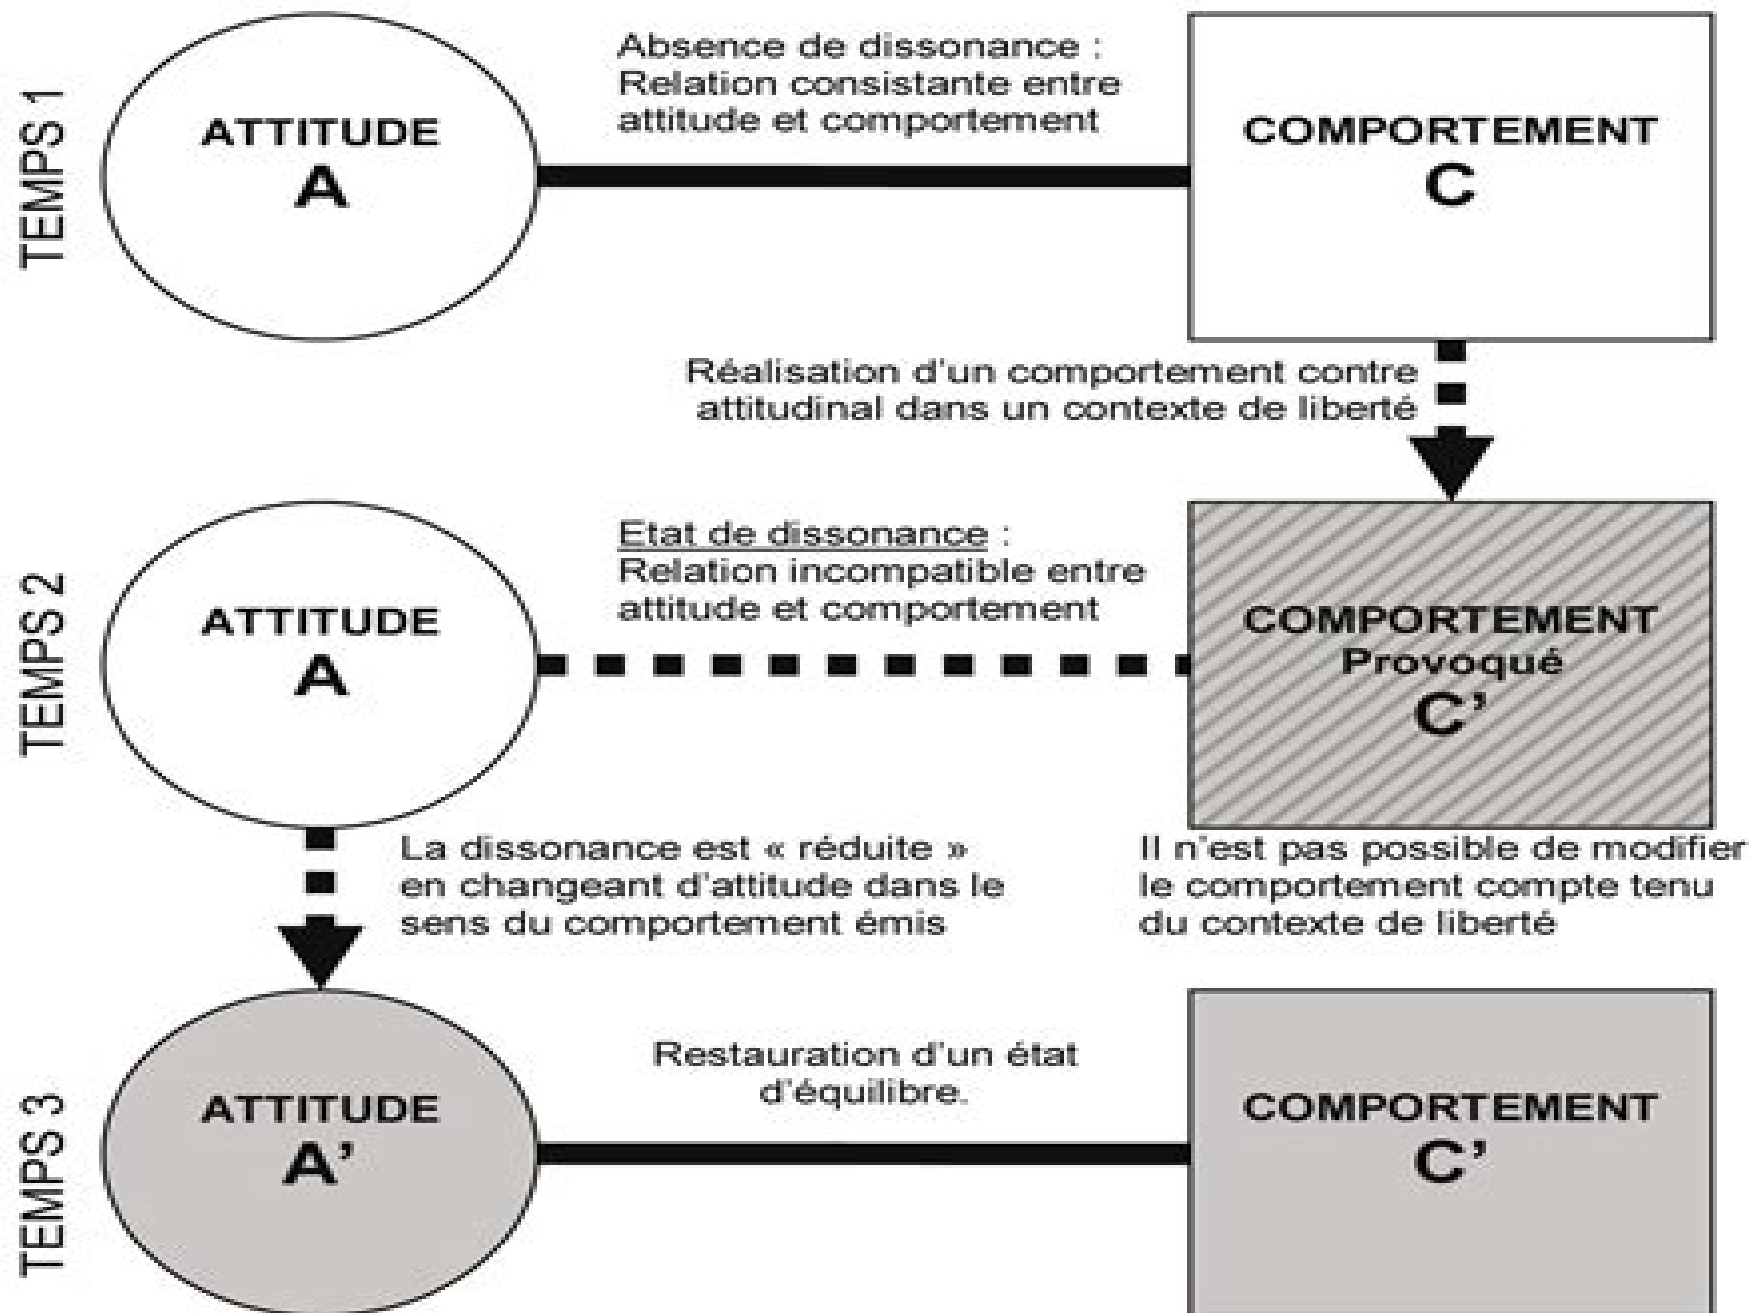 TEMPS 1
ATTITUDE
A
Absence de dissonance :
Relation consistante entre
attitude et comportement
COMPORTEMENT
C
Réalisation d'un comportement contre
attitudinal dans un contexte de liberté
TEMPS 2
ATTITUDE
A
Etat de dissonance :
Relation incompatible entre
attitude et comportement
COMPORTEMENT
Provoqué
C'
La dissonance est « réduite »
en changeant d'attitude dans le
sens du comportement émis
Il n'est pas possible de modifier
le comportement compte tenu
du contexte de liberté
TEMPS 3
ATTITUDE
A'
Restauration d'un état
d'équilibre.
COMPORTEMENT
C'